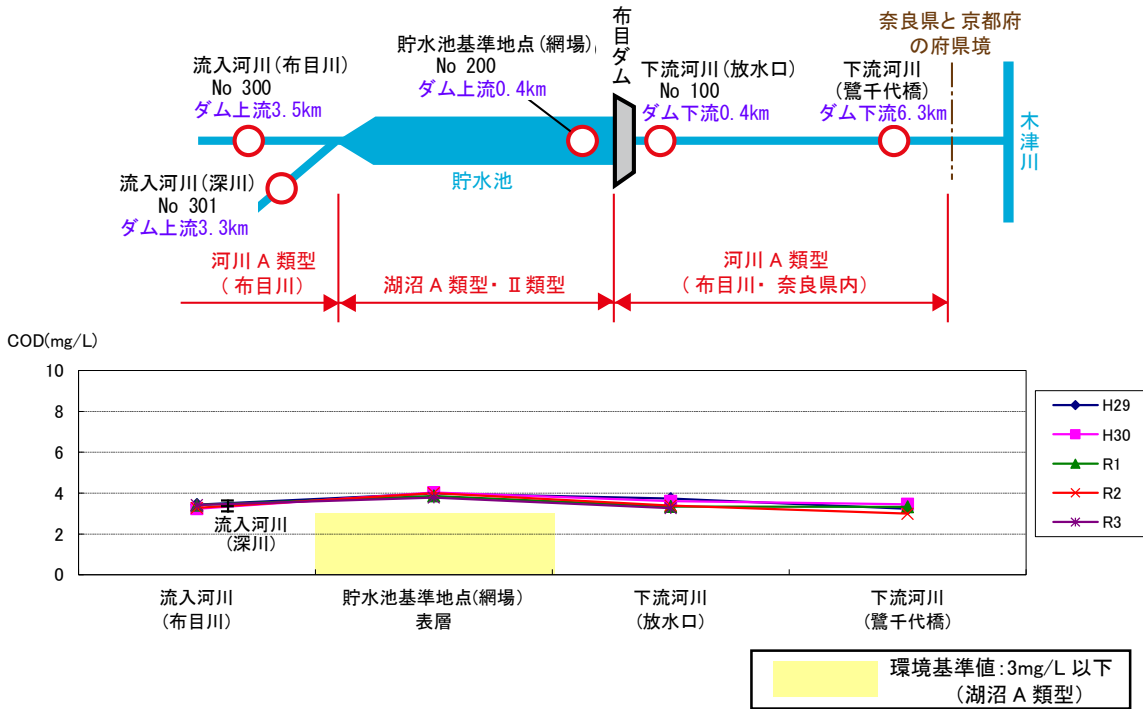 奈良県と京都府
の府県境
布目ダム
貯水池基準地点(網場)
No 200
ダム上流0.4km
流入河川(布目川)
No 300
ダム上流3.5km
下流河川(放水口)
No 100
ダム下流0.4km
下流河川
(鷺千代橋)
ダム下流6.3km
木津川
貯水池
流入河川(深川)
No 301
ダム上流3.3km
河川 A 類型
(布目川)
湖沼 A 類型・Ⅱ類型
河川 A 類型
(布目川・奈良県内)
COD(mg/L)
10
8
6
4
2
0
流入河川
(深川)
H29
H30
R1
R2
R3
流入河川
(布目川)
貯水池基準地点(網場)
表層
下流河川
(放水口)
下流河川
(鷺千代橋)
環境基準値:3mg/L 以下
(湖沼 A 類型)